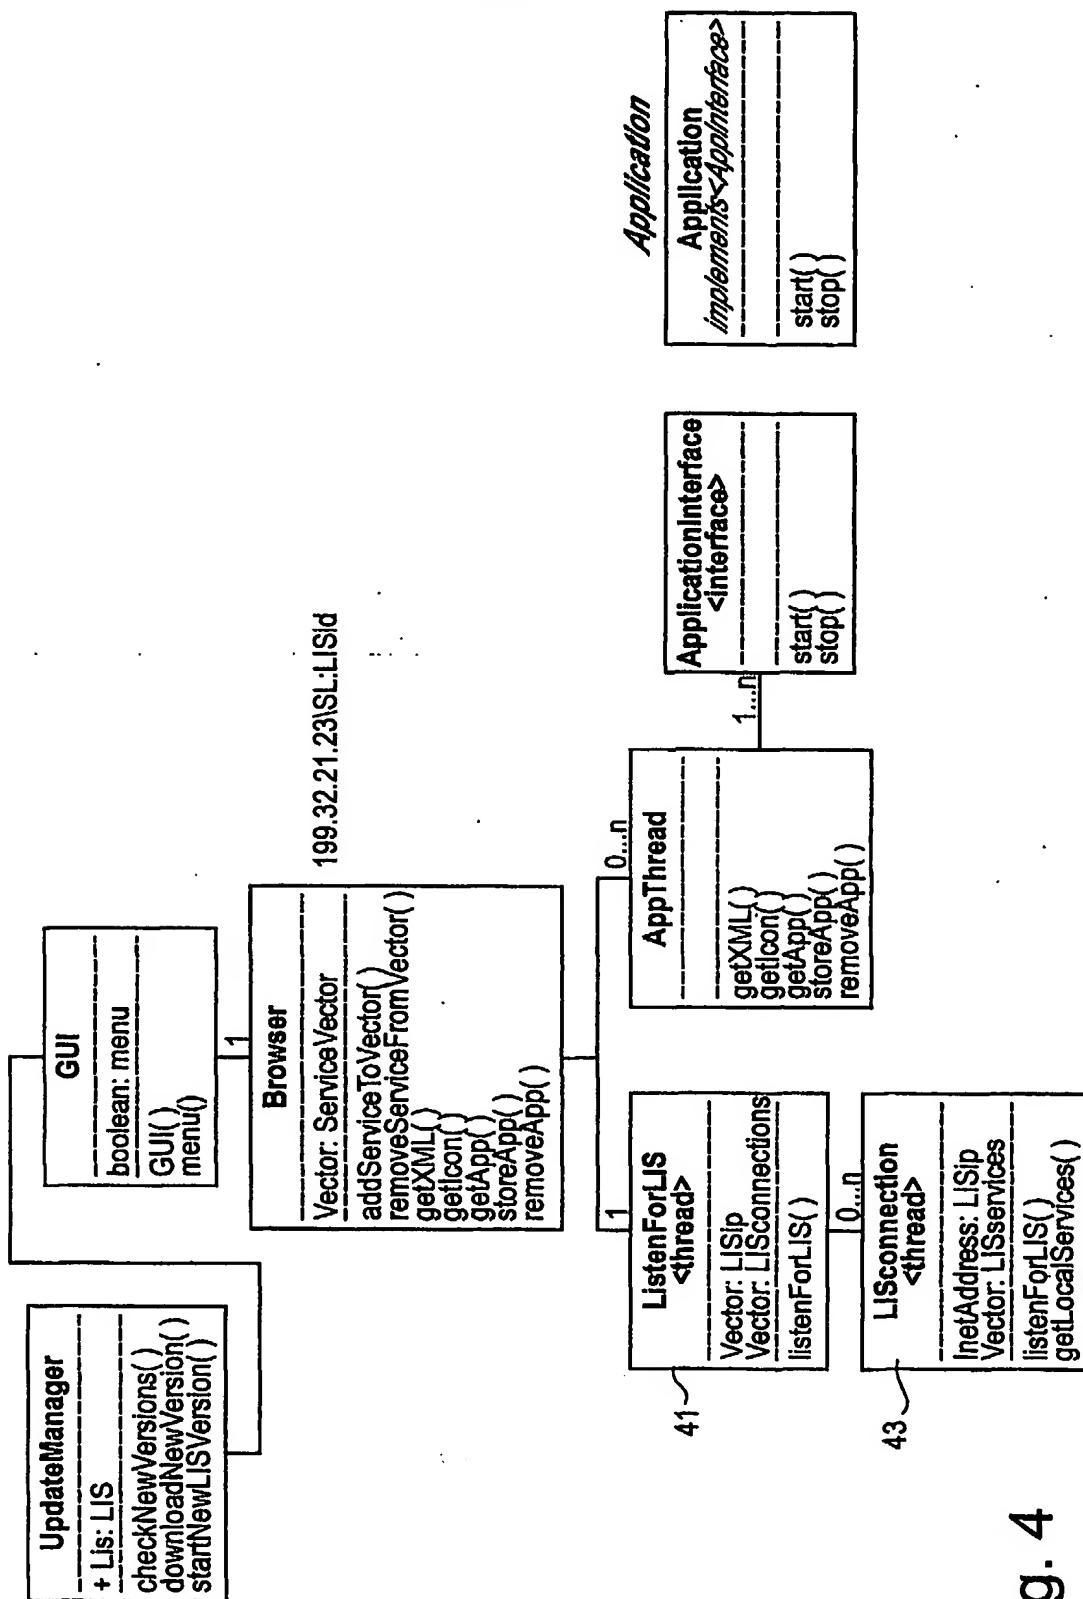 UpdateManager
+ Lis: LIS
checkNewVersions()
downloadNewVersion()
startNewLISVersion()
GUI
boolean: menu
GUI()
menu()
1
Browser
Vector: ServiceVector
addServiceToVector()
removeServiceFromVector()
getXML()
getIcon()
getApp()
storeApp()
removeApp()
199.32.21.23\SL:LISid
1
0...n
ListenForLIS
<thread>
Vector: LISip
Vector: LISconnections
listenForLIS()
41
0...n
LISconnection
<thread>
InetAddress: LISip
Vector: LISservices
listenForLIS()
getLocalServices()
43
AppThread
getXML()
getIcon()
getApp()
storeApp()
removeApp()
1...n
ApplicationInterface
<interface>
start()
stop()
Application
Application
implements<AppInterface>
start()
stop()
g. 4